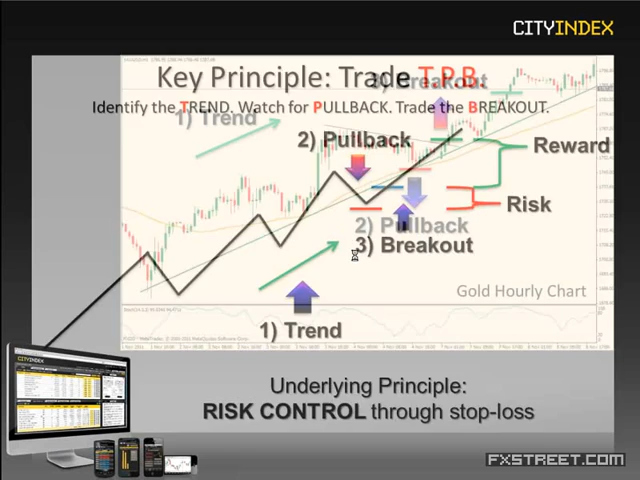 CITYINDEX
Key Principle: Trade T.P.B.
3) Breakout
Identify the TREND. Watch for PULLBACK. Trade the BREAKOUT.
1) Trend
2) Pullback
Reward
Risk
2) Pullback
3) Breakout
Gold Hourly Chart
1) Trend
CITYINDEX
Underlying Principle:
RISK CONTROL through stop-loss
FXSTREET.COM